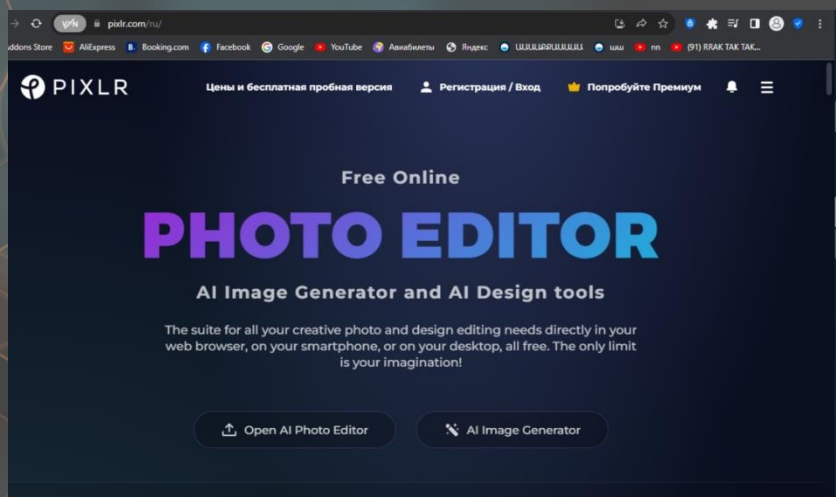 VPN pixlr.com/ru/
ddons Store AliExpress B. Booking.com Facebook Google YouTube Авиабилеты Яндекс шш пп (91) RRAK TAK TAK...
PIXLR Цены и бесплатная пробная версия Регистрация / Вход Попробуйте Премиум
Free Online
PHOTO EDITOR
AI Image Generator and AI Design tools
The suite for all your creative photo and design editing needs directly in your
web browser, on your smartphone, or on your desktop, all free. The only limit
is your imagination!
Open AI Photo Editor AI Image Generator